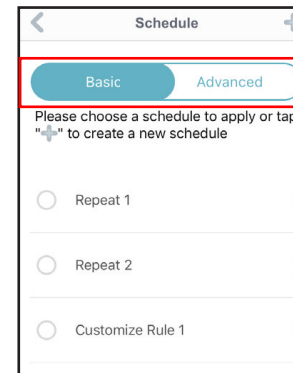 Schedule
Basic Advanced
Please choose a schedule to apply or tap
"+" to create a new schedule
Repeat 1
Repeat 2
Customize Rule 1